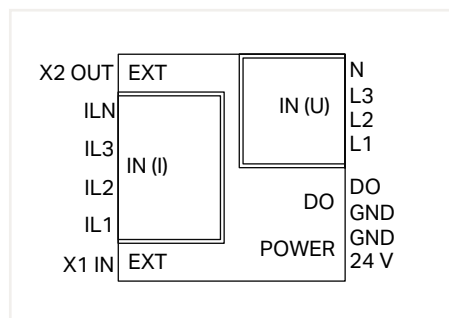 X2 OUT EXT N
L3
ILN IN (U) L2
L1
IL3
IN (I)
IL2 DO DO
GND
IL1 GND
POWER 24 V
X1 IN EXT